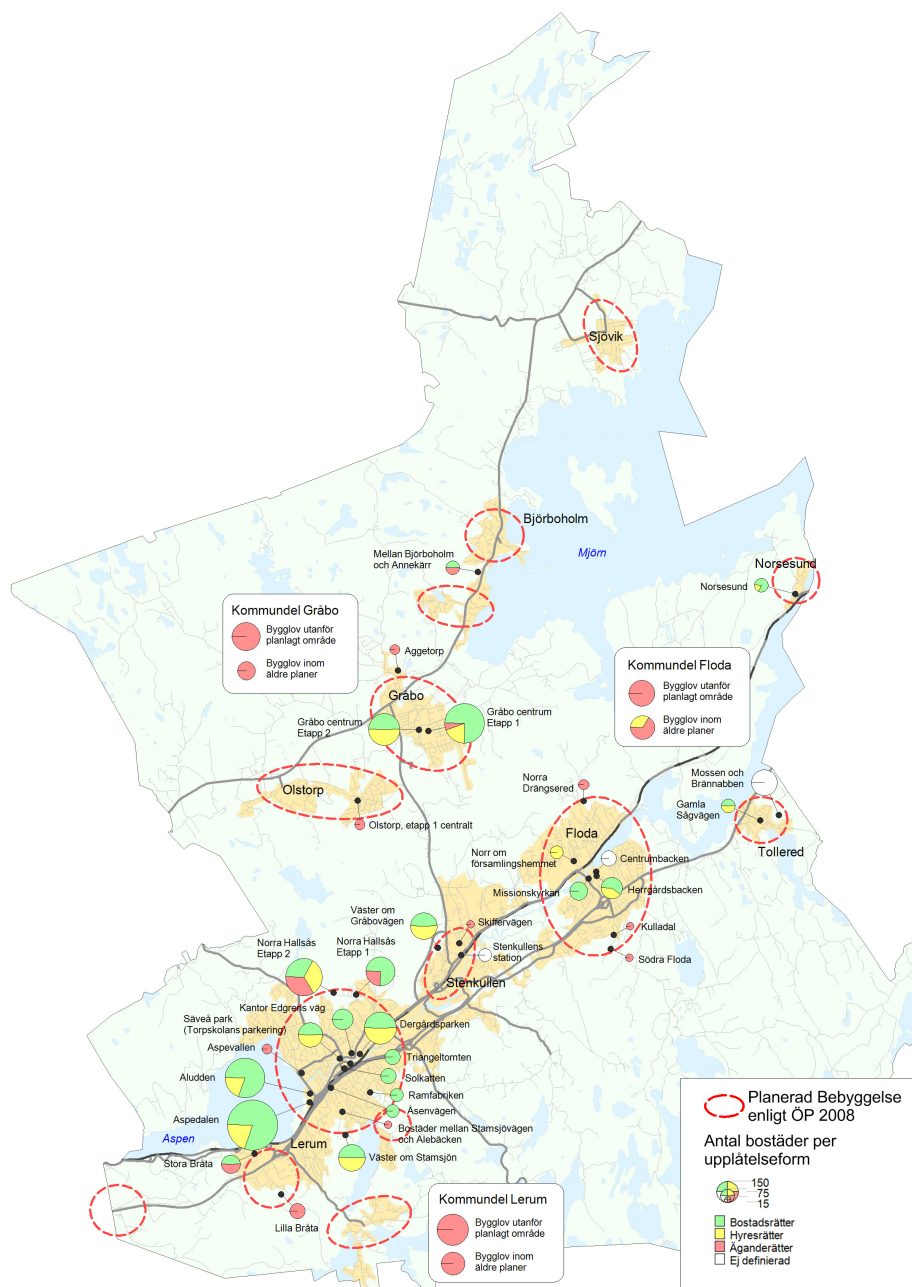 Sjövik
Björboholm
Mjörn
Mellan Björboholm
och Annekärr
Norsesund
Norsesund
Kommundel Gråbo
Bygglov utanför
planlagt område
Bygglov inom
äldre planer
Kommundel Floda
Bygglov utanför
planlagt område
Bygglov inom
äldre planer
Aggetorp
Gråbo
Gråbo centrum
Etapp 1
Gråbo centrum
Etapp 2
Olstorp
Olstorp, etapp 1 centralt
Norra
Drängsered
Mossen och
Brännabben
Gamla
Sågvägen
Tollered
Floda
Norr om
församlingshemmet
Centrumbacken
Missionskyrkan
Herrgårdsbacken
Kulladal
Södra Floda
Väster om
Gråbovägen
Skiffervägen
Stenkullens
station
Stenkullen
Norra Hallsås
Etapp 2
Norra Hallsås
Etapp 1
Kantor Edgrens väg
Säveå park
(Torpskolans parkering)
Dergårdsparken
Aspevallen
Triangeltomten
Aludden
Solkatten
Ramfabriken
Aspedalen
Åsenvägen
Bostäder mellan Stamsjövägen
och Alebäcken
Aspen
Lerum
Stora Bråta
Väster om Stamsjön
Lilla Bråta
Kommundel Lerum
Bygglov utanför
planlagt område
Bygglov inom
äldre planer
Planerad Bebyggelse
enligt ÖP 2008
Antal bostäder per
upplåtelseform
150
75
15
Bostadsrätter
Hyresrätter
Äganderätter
Ej definierad